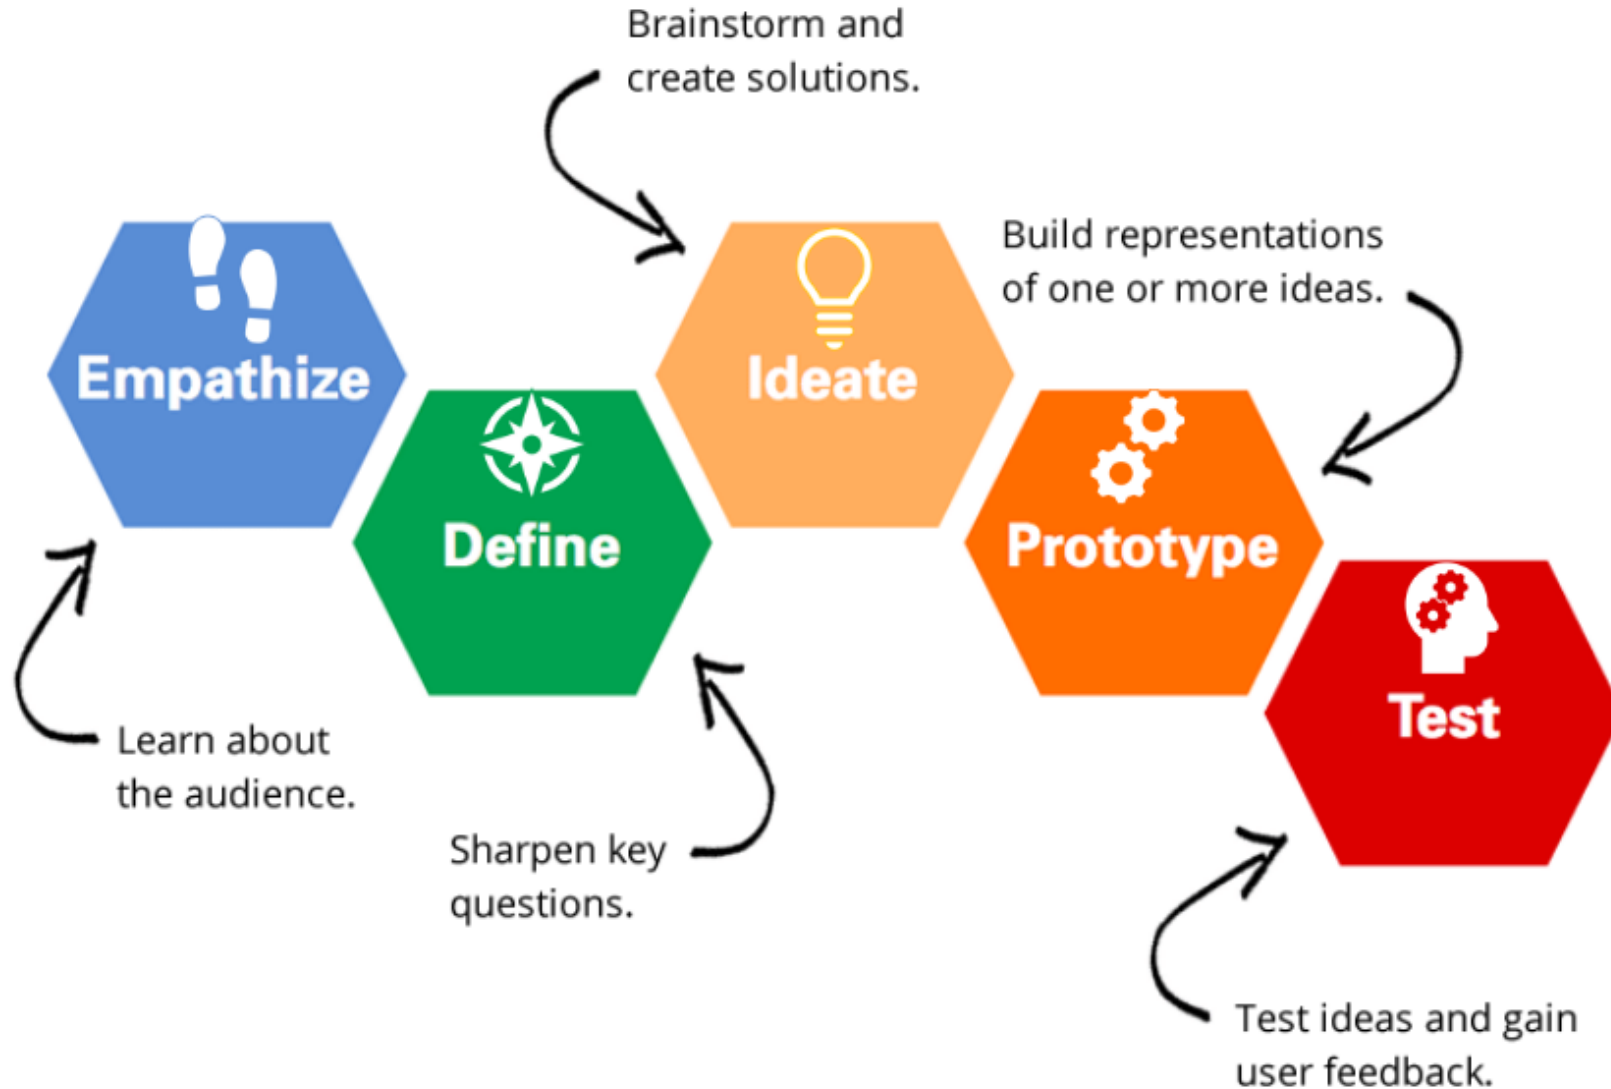 Brainstorm and
create solutions.
Build representations
of one or more ideas.
Empathize
Ideate
Define
Prototype
Test
Learn about
the audience.
Sharpen key
questions.
Test ideas and gain
user feedback.